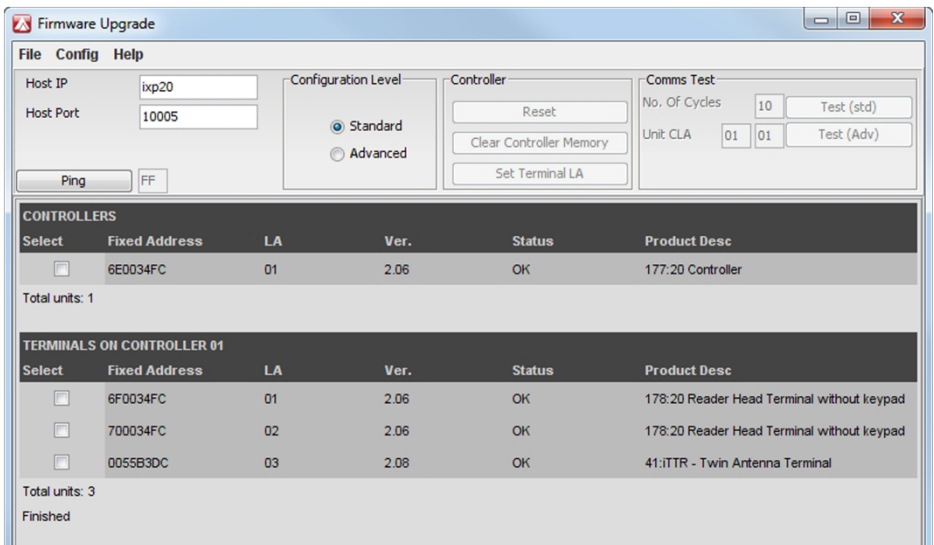 Firmware Upgrade
File Config Help
Host IP ixp20
Host Port 10005
Ping FF
Configuration Level
Standard
Advanced
Controller
Reset
Clear Controller Memory
Set Terminal LA
Comms Test
No. Of Cycles 10 Test (std)
Unit CLA 01 01 Test (Adv)
CONTROLLERS
Select Fixed Address LA Ver. Status Product Desc
6E0034FC 01 2.06 OK 177:20 Controller
Total units: 1
TERMINALS ON CONTROLLER 01
Select Fixed Address LA Ver. Status Product Desc
6F0034FC 01 2.06 OK 178:20 Reader Head Terminal without keypad
700034FC 02 2.06 OK 178:20 Reader Head Terminal without keypad
0055B3DC 03 2.08 OK 41:iTTR - Twin Antenna Terminal
Total units: 3
Finished